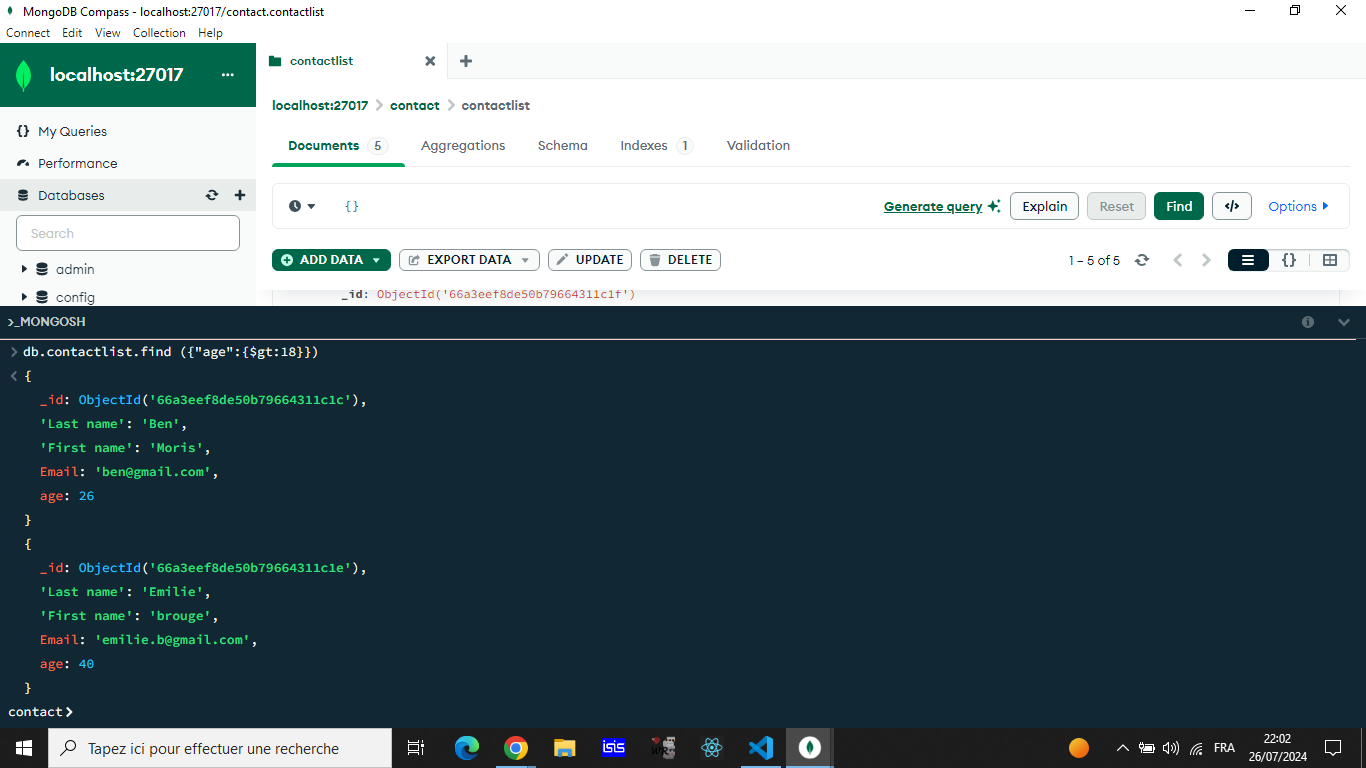 MongoDB Compass - localhost:27017/contact.contactlist
Connect Edit View Collection Help
localhost:27017 ...
contactlist
localhost:27017 > contact > contactlist
{} My Queries
Performance
Databases
Search
admin
config
Documents 5 Aggregations Schema Indexes 1 Validation
{} Generate query Explain Reset Find </> Options
ADD DATA EXPORT DATA UPDATE DELETE 1 – 5 of 5 {}
_id: ObjectId('66a3eef8de50b79664311c1f')
>_MONGOSH
> db.contactlist.find ({"age":{$gt:18}})
< {
_id: ObjectId('66a3eef8de50b79664311c1c'),
'Last name': 'Ben',
'First name': 'Moris',
Email: 'ben@gmail.com',
age: 26
}
{
_id: ObjectId('66a3eef8de50b79664311c1e'),
'Last name': 'Emilie',
'First name': 'brouge',
Email: 'emilie.b@gmail.com',
age: 40
}
contact>
Tapez ici pour effectuer une recherche
isis
FRA
22:02
26/07/2024